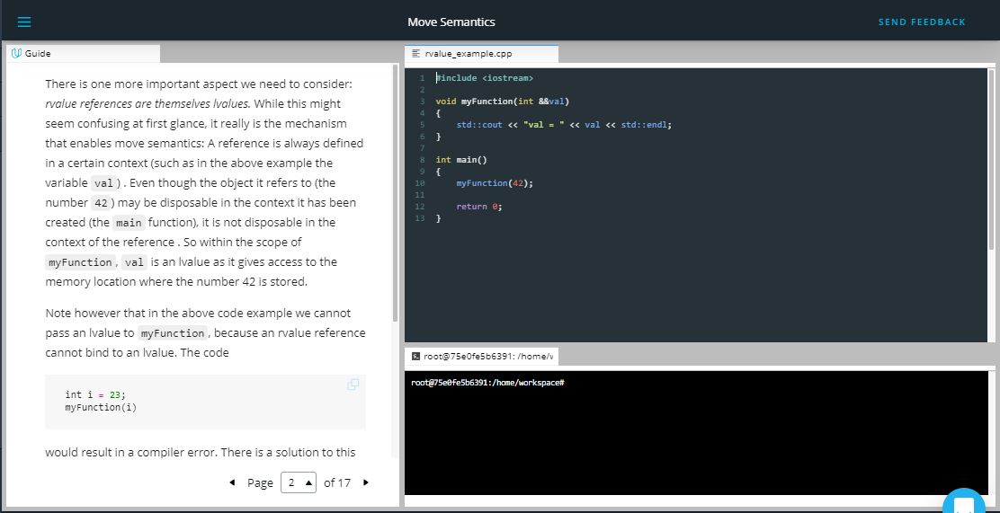 Move Semantics
SEND FEEDBACK
Guide
There is one more important aspect we need to consider:
rvalue references are themselves lvalues. While this might
seem confusing at first glance, it really is the mechanism
that enables move semantics: A reference is always defined
in a certain context (such as in the above example the
variable val ) . Even though the object it refers to (the
number 42 ) may be disposable in the context it has been
created (the main function), it is not disposable in the
context of the reference . So within the scope of
myFunction , val is an lvalue as it gives access to the
memory location where the number 42 is stored.
Note however that in the above code example we cannot
pass an lvalue to myFunction , because an rvalue reference
cannot bind to an lvalue. The code
int i = 23;
myFunction(i)
would result in a compiler error. There is a solution to this
Page 2 of 17
rvalue_example.cpp
1 #include <iostream>
2
3 void myFunction(int &&val)
4 {
5 std::cout << "val = " << val << std::endl;
6 }
7
8 int main()
9 {
10 myFunction(42);
11
12 return 0;
13 }
root@75e0fe5b6391: /home/w
root@75e0fe5b6391:/home/workspace#